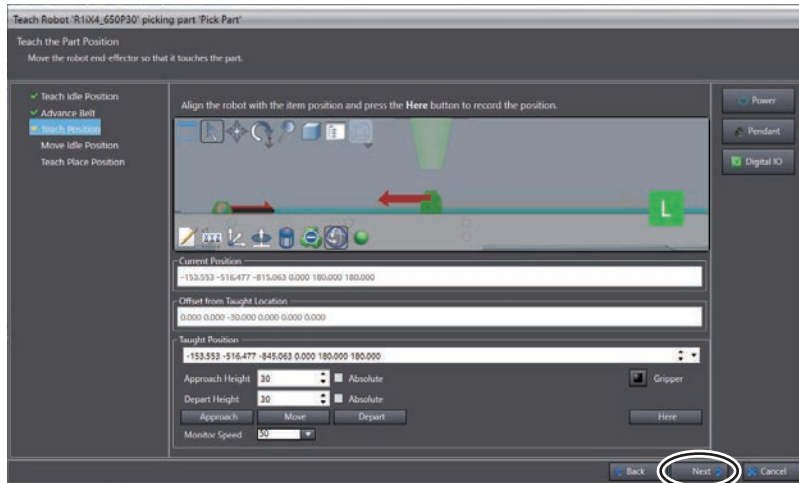 Teach Robot 'R1iX4_650P30' picking part 'Pick Part'
Teach the Part Position
Move the robot end-effector so that it touches the part.
Teach Idle Position
Advance Belt
Teach Position
Move Idle Position
Teach Place Position
Align the robot with the item position and press the Here button to record the position.
L
Power
Pendant
Digital IO
Current Position
-153.553 -516.477 -815.063 0.000 180.000 180.000
Offset from Taught Location
0.000 0.000 -30.000 0.000 0.000 0.000
Taught Position
-153.553 -516.477 -845.063 0.000 180.000 180.000
Approach Height 30 Absolute
Gripper
Depart Height 30 Absolute
Approach Move Depart Here
Monitor Speed 50
Back Next Cancel